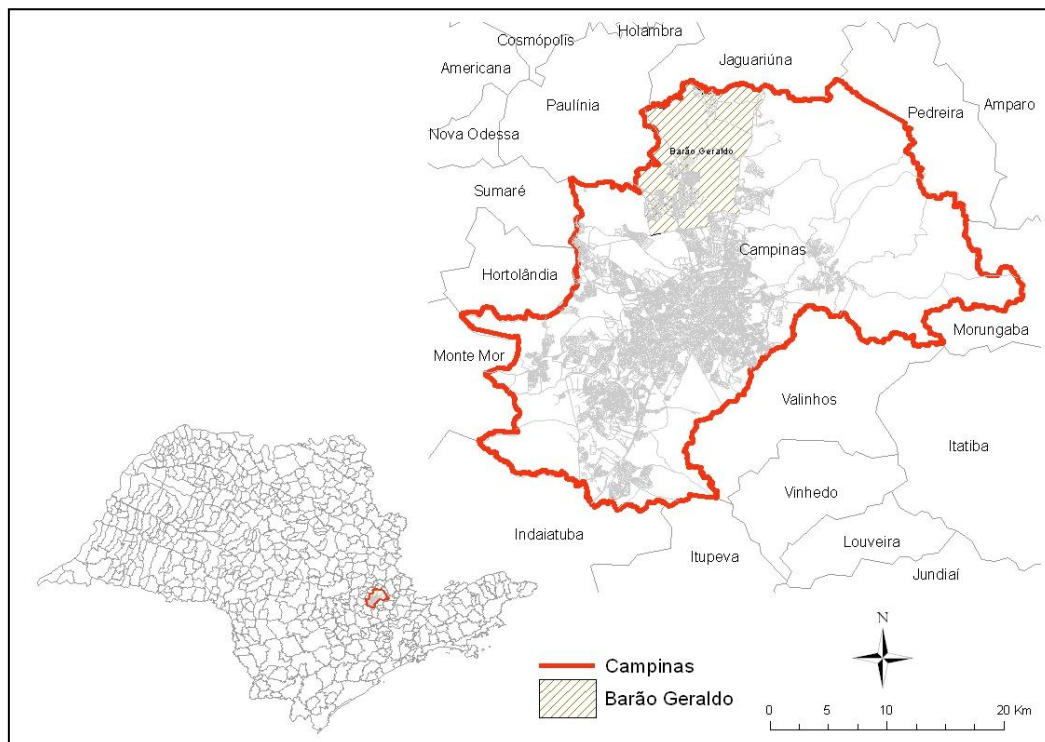 Holambra
Cosmópolis
Jaguariúna
Americana
Paulínia
Pedreira
Amparo
Nova Odessa
Barão Geraldo
Sumaré
Campinas
Hortolândia
Morungaba
Monte Mor
Valinhos
Itatiba
Vinhedo
Indaiatuba
Itupeva
Louveira
Jundiaí
N
Campinas
Barão Geraldo
0 5 10 20 Km